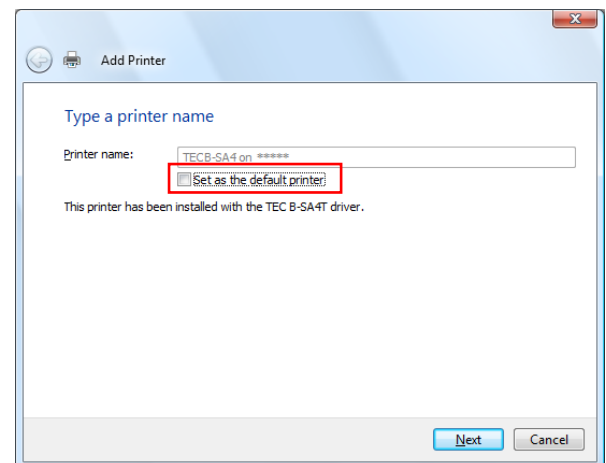 Add Printer
Type a printer name
Printer name:
TECB-SA4 on *****
Set as the default printer
This printer has been installed with the TEC B-SA4T driver.
Next
Cancel